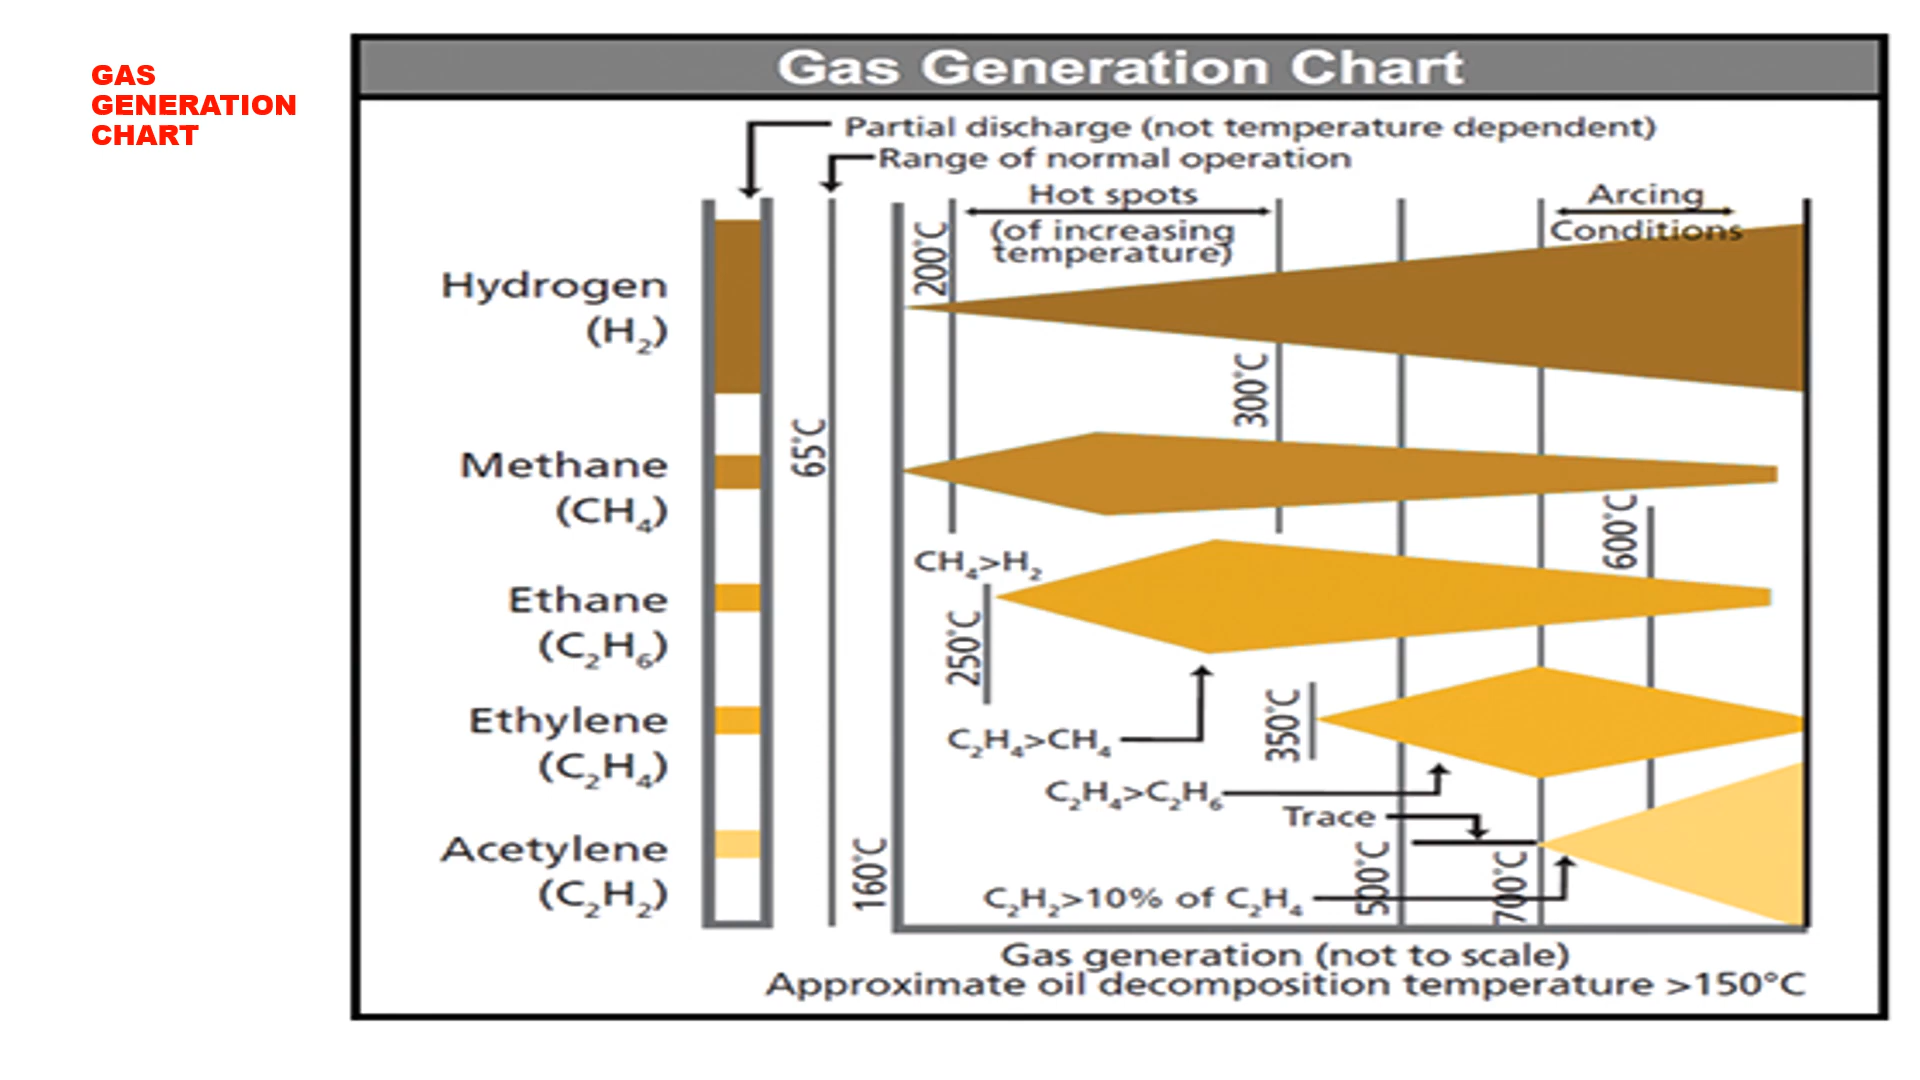 GAS
GENERATION
CHART
Gas Generation Chart
Partial discharge (not temperature dependent)
Range of normal operation
Hot spots
(of increasing
temperature)
Arcing
Conditions
200°C
Hydrogen
(H₂)
300°C
65°C
Methane
(CH₄)
600°C
CH₄>H₂
Ethane
(C₂H₆)
250°C
Ethylene
(C₂H₄)
350°C
C₂H₄>CH₄
C₂H₄>C₂H₆
Trace
Acetylene
(C₂H₂)
160°C
500°C
700°C
C₂H₂>10% of C₂H₄
Gas generation (not to scale)
Approximate oil decomposition temperature >150°C